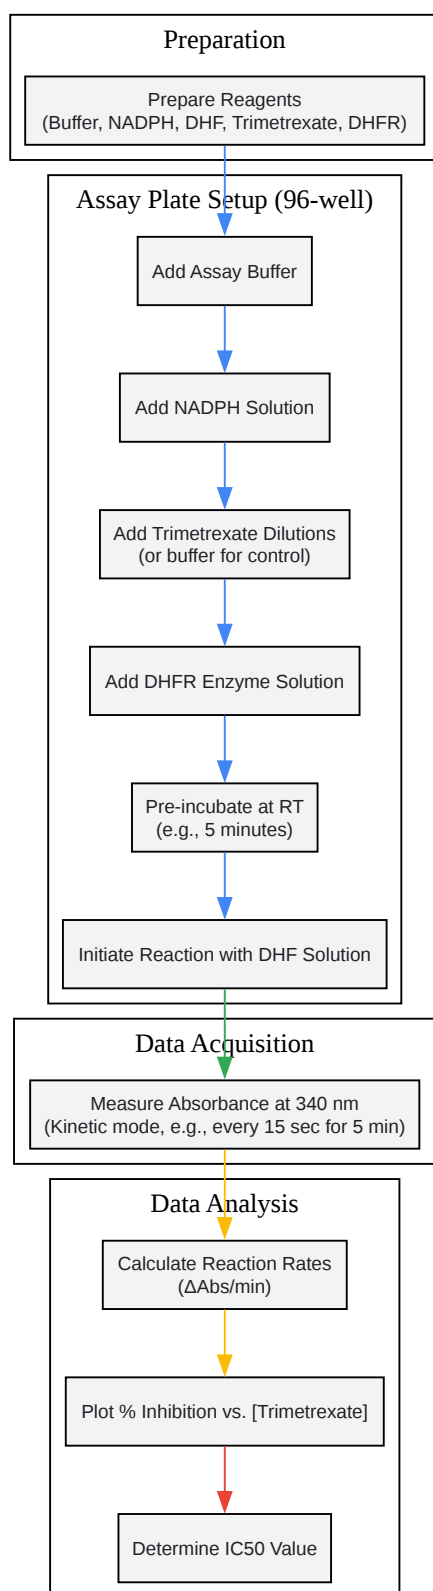 Preparation
Prepare Reagents
(Buffer, NADPH, DHF, Trimetrexate, DHFR)
Assay Plate Setup (96-well)
Add Assay Buffer
Add NADPH Solution
Add Trimetrexate Dilutions
(or buffer for control)
Add DHFR Enzyme Solution
Pre-incubate at RT
(e.g., 5 minutes)
Initiate Reaction with DHF Solution
Data Acquisition
Measure Absorbance at 340 nm
(Kinetic mode, e.g., every 15 sec for 5 min)
Data Analysis
Calculate Reaction Rates
(ΔAbs/min)
Plot % Inhibition vs. [Trimetrexate]
Determine IC50 Value